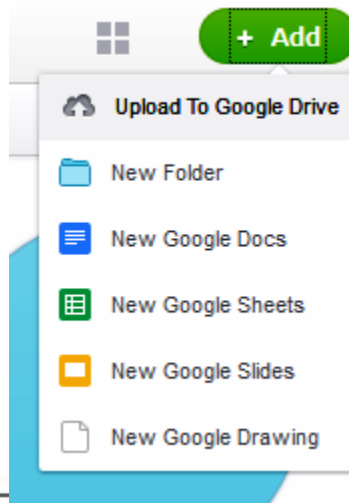 + Add
Upload To Google Drive
New Folder
New Google Docs
New Google Sheets
New Google Slides
New Google Drawing